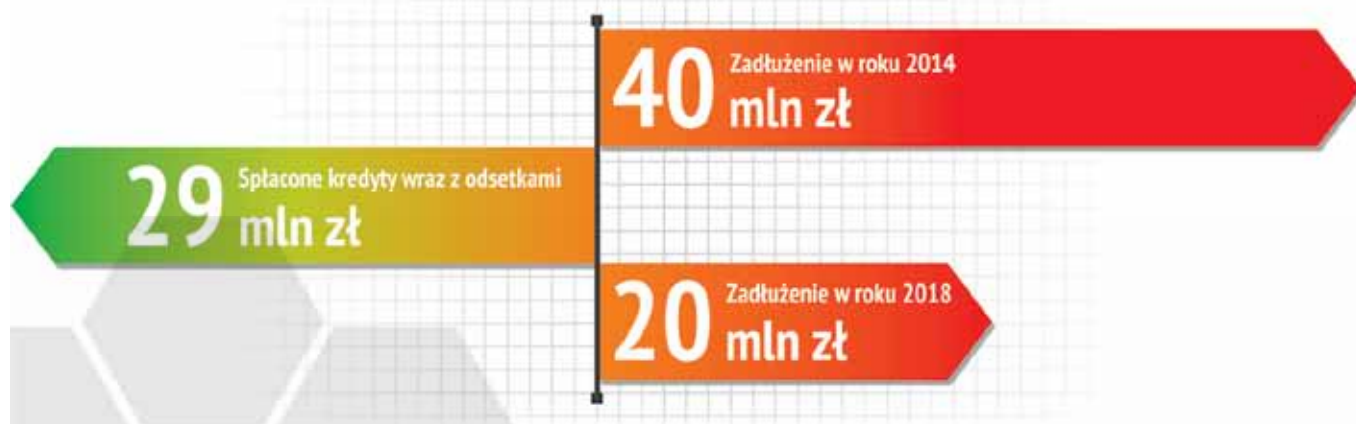 40
Zadłużenie w roku 2014
mln zł
29
Spłacone kredyty wraz z odsetkami
mln zł
20
Zadłużenie w roku 2018
mln zł